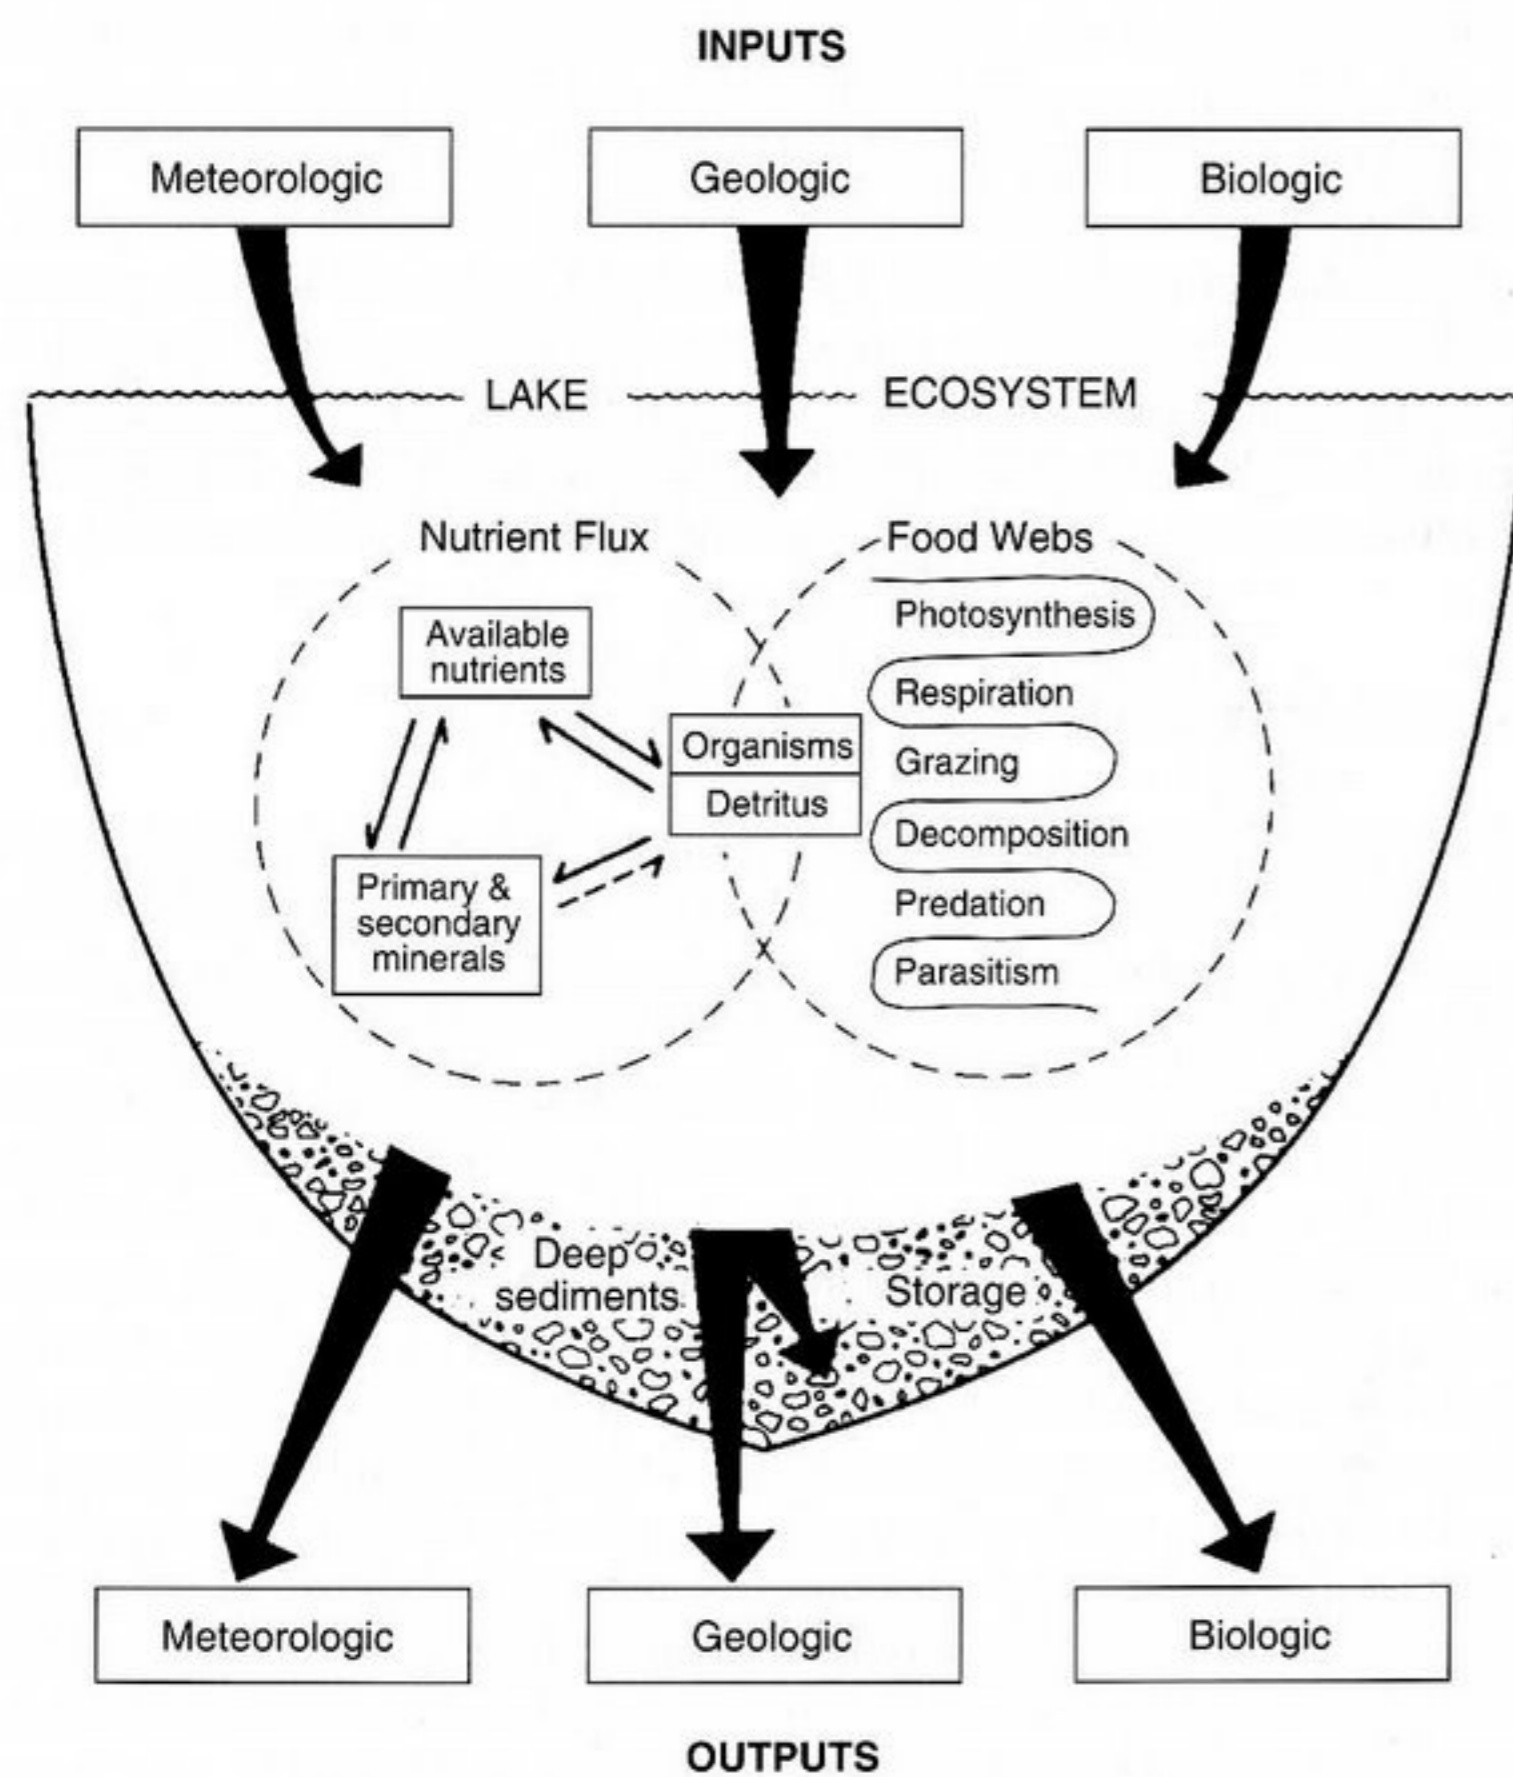 INPUTS
Meteorologic
Geologic
Biologic
LAKE
ECOSYSTEM
Nutrient Flux
Available
nutrients
Primary &
secondary
minerals
Organisms
Detritus
Food Webs
Photosynthesis
Respiration
Grazing
Decomposition
Predation
Parasitism
Deep
sediments
Storage
Meteorologic
Geologic
Biologic
OUTPUTS